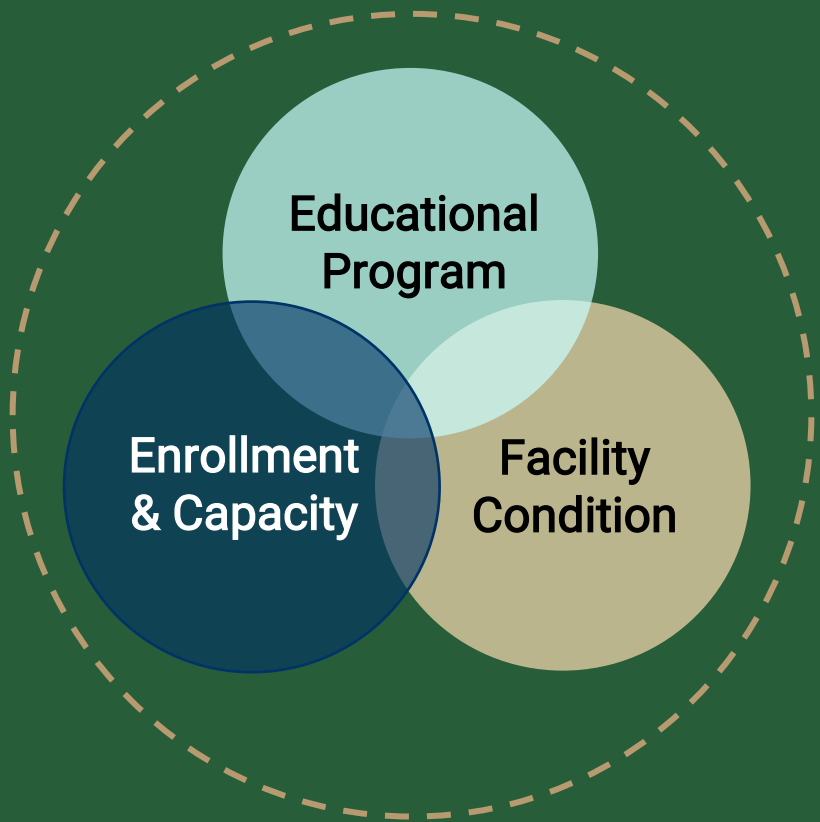 Educational
Program
Enrollment
& Capacity
Facility
Condition